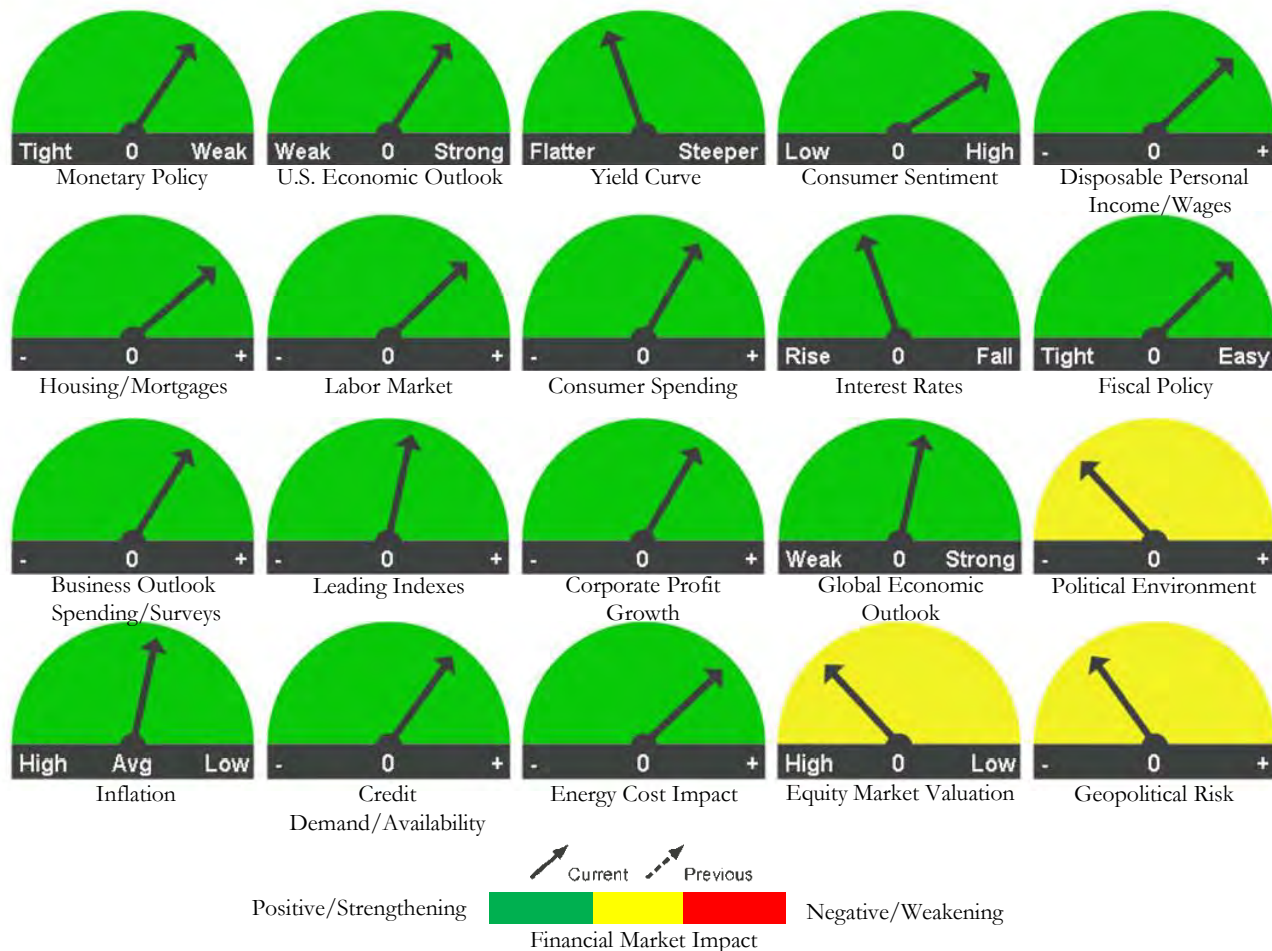 Tight 0 Weak
Weak 0 Strong
Flatter Steeper
Low 0 High
- 0 +
Monetary Policy
U.S. Economic Outlook
Yield Curve
Consumer Sentiment
Disposable Personal
Income/Wages
- 0 +
- 0 +
- 0 +
Rise 0 Fall
Tight 0 Easy
Housing/Mortgages
Labor Market
Consumer Spending
Interest Rates
Fiscal Policy
- 0 +
- 0 +
- 0 +
Weak 0 Strong
- 0 +
Business Outlook
Spending/Surveys
Leading Indexes
Corporate Profit
Growth
Global Economic
Outlook
Political Environment
High Avg Low
- 0 +
- 0 +
High 0 Low
- 0 +
Inflation
Credit
Demand/Availability
Energy Cost Impact
Equity Market Valuation
Geopolitical Risk
Current Previous
Positive/Strengthening
Negative/Weakening
Financial Market Impact